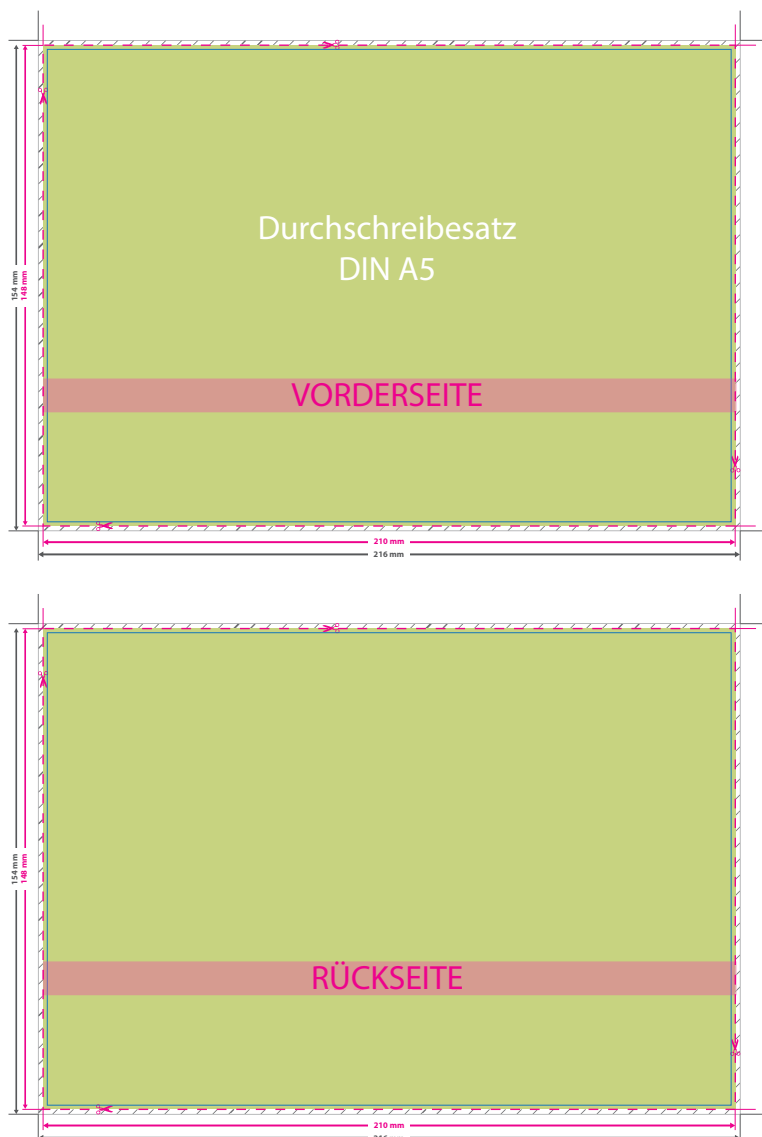 Durchschreibesatz
DIN A5
154 mm
148 mm
VORDERSEITE
210 mm
216 mm
154 mm
148 mm
RÜCKSEITE
210 mm